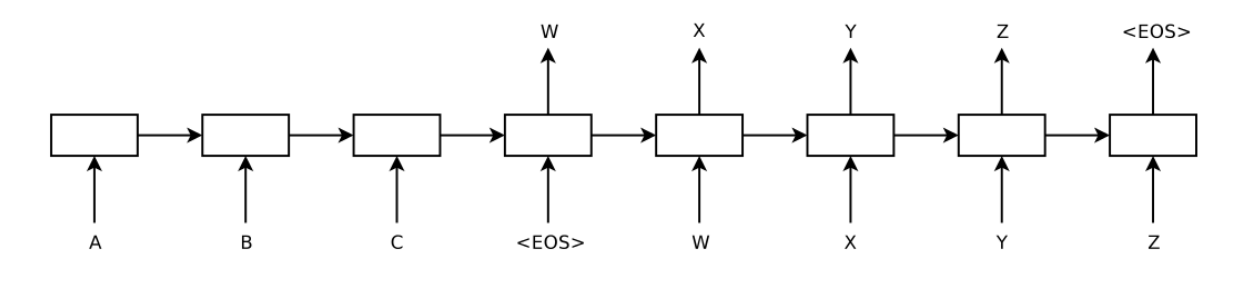 W X Y Z <EOS>
A B C <EOS> W X Y Z